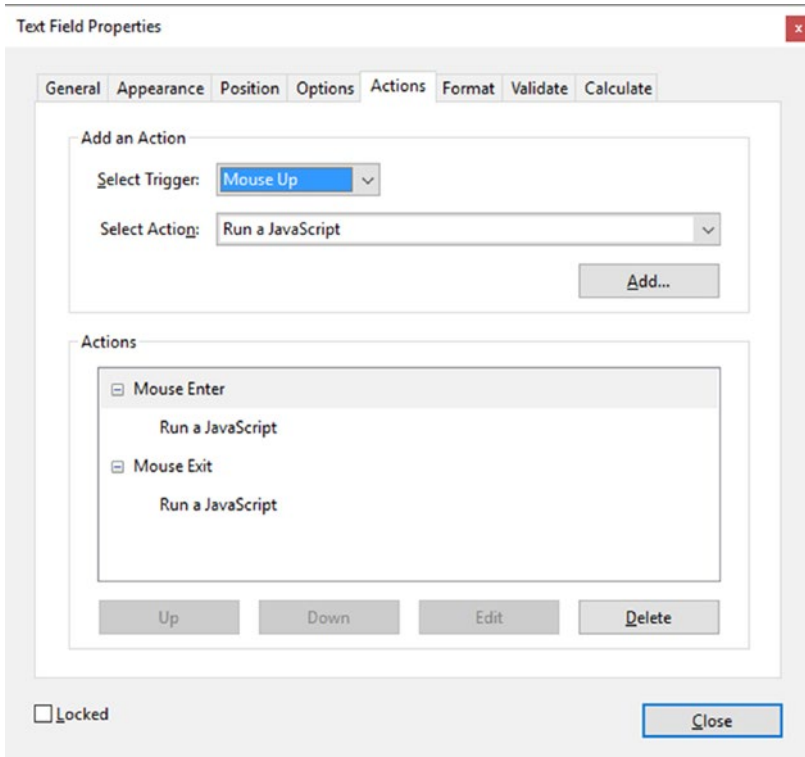 Text Field Properties
x
General Appearance Position Options Actions Format Validate Calculate
Add an Action
Select Trigger: Mouse Up
Select Action: Run a JavaScript
Add...
Actions
Mouse Enter
Run a JavaScript
Mouse Exit
Run a JavaScript
Up Down Edit Delete
Locked
Close